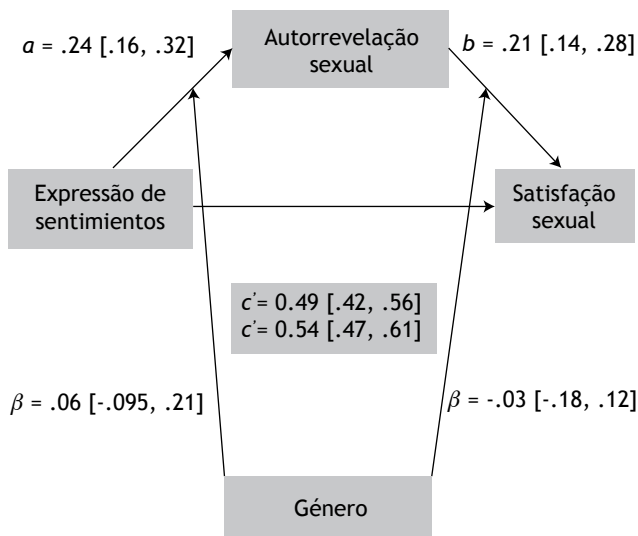 Autorrevelação
sexual
a = .24 [.16, .32]
b = .21 [.14, .28]
Expressão de
sentimientos
Satisfação
sexual
c’= 0.49 [.42, .56]
c’= 0.54 [.47, .61]
β = .06 [-.095, .21]
β = -.03 [-.18, .12]
Género